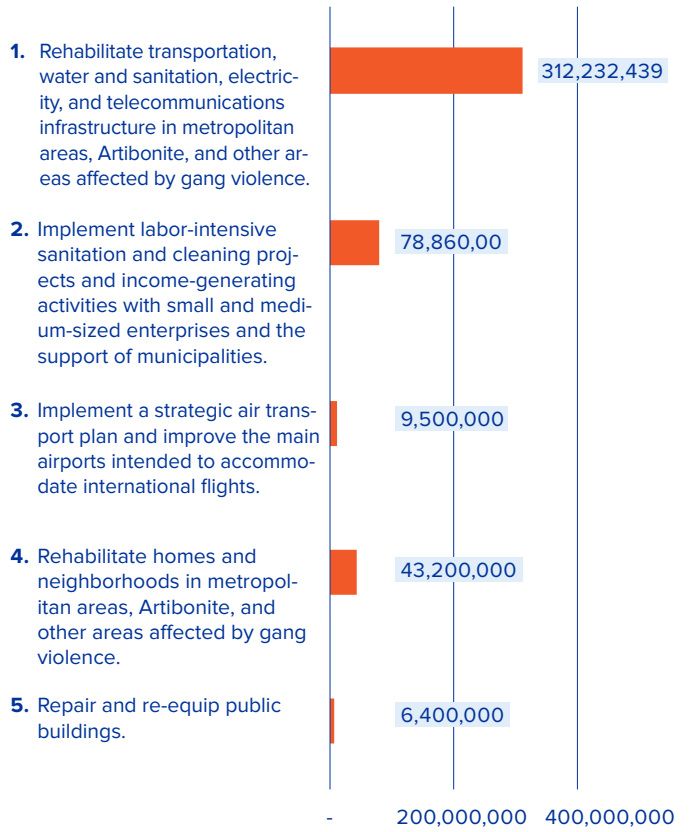 1. Rehabilitate transportation,
water and sanitation, electric-
ity, and telecommunications
infrastructure in metropolitan
areas, Artibonite, and other ar-
eas affected by gang violence.
312,232,439
2. Implement labor-intensive
sanitation and cleaning proj-
ects and income-generating
activities with small and medi-
um-sized enterprises and the
support of municipalities.
78,860,00
3. Implement a strategic air trans-
port plan and improve the main
airports intended to accommo-
date international flights.
9,500,000
4. Rehabilitate homes and
neighborhoods in metropol-
itan areas, Artibonite, and
other areas affected by gang
violence.
43,200,000
5. Repair and re-equip public
buildings.
6,400,000
- 200,000,000 400,000,000